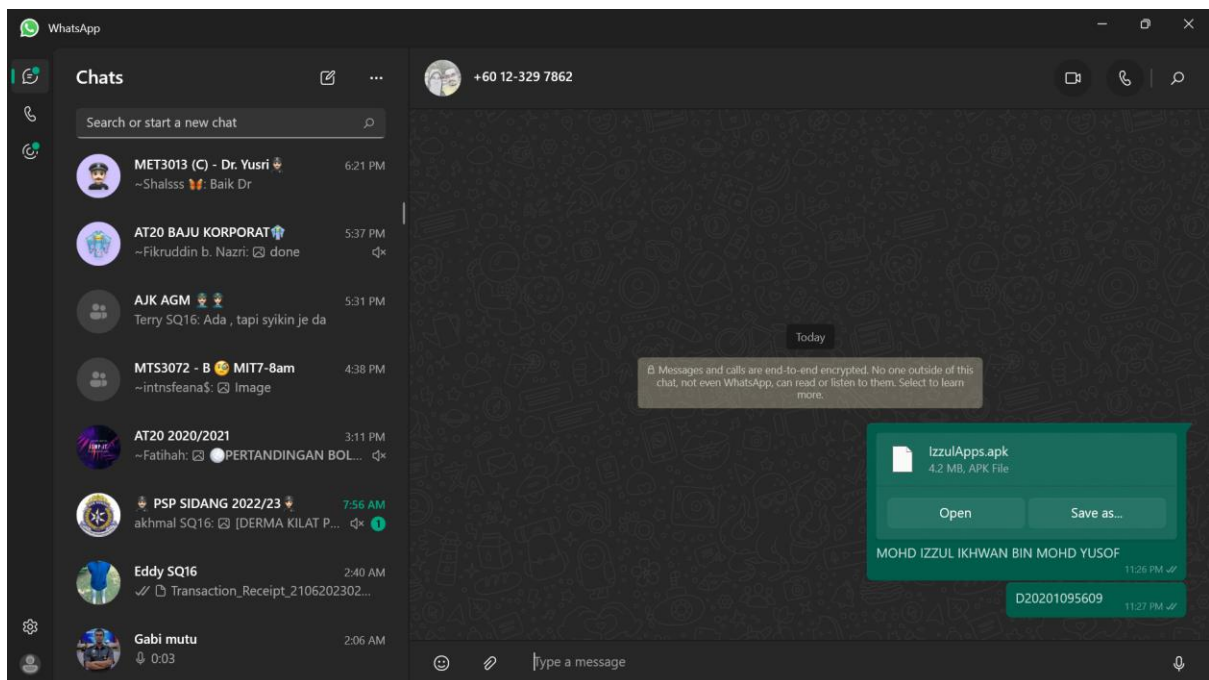 WhatsApp
Chats
Search or start a new chat
MET3013 (C) - Dr. Yusri
6:21 PM
~Shalsss 🦋: Baik Dr
AT20 BAJU KORPORAT
5:37 PM
~Fikruddin b. Nazri: done
AJK AGM
5:31 PM
Terry SQ16: Ada , tapi syikin je da
MTS3072 - B 🧐 MIT7-8am
4:38 PM
~intnsfeana$: Image
AT20 2020/2021
3:11 PM
~Fatihah: PERTANDINGAN BOL...
PSP SIDANG 2022/23
7:56 AM
akhmal SQ16: [DERMA KILAT P...
1
Eddy SQ16
2:40 AM
Transaction_Receipt_2106202302...
Gabi mutu
2:06 AM
0:03
+60 12-329 7862
Today
Messages and calls are end-to-end encrypted. No one outside of this
chat, not even WhatsApp, can read or listen to them. Select to learn
more.
IzzulApps.apk
4.2 MB, APK File
Open
Save as...
MOHD IZZUL IKHWAN BIN MOHD YUSOF
11:26 PM
D20201095609
11:27 PM
Type a message